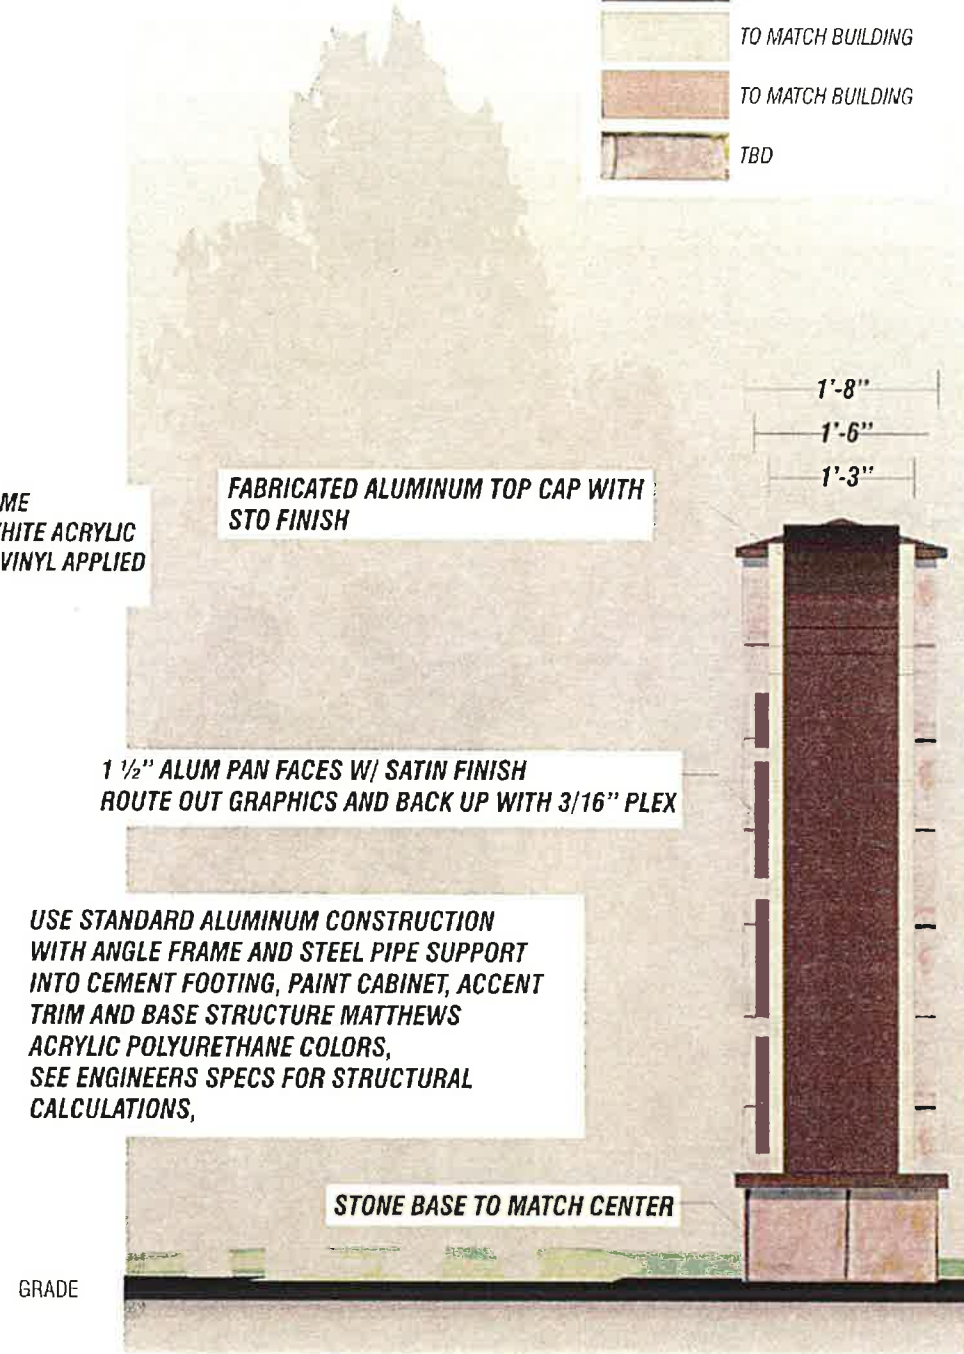 TO MATCH BUILDING
TO MATCH BUILDING
TBD
1'-8"
1'-6"
1'-3"
FABRICATED ALUMINUM TOP CAP WITH
STO FINISH
ME
HITE ACRYLIC
VINYL APPLIED
1 ½" ALUM PAN FACES W/ SATIN FINISH
ROUTE OUT GRAPHICS AND BACK UP WITH 3/16" PLEX
USE STANDARD ALUMINUM CONSTRUCTION
WITH ANGLE FRAME AND STEEL PIPE SUPPORT
INTO CEMENT FOOTING, PAINT CABINET, ACCENT
TRIM AND BASE STRUCTURE MATTHEWS
ACRYLIC POLYURETHANE COLORS,
SEE ENGINEERS SPECS FOR STRUCTURAL
CALCULATIONS,
STONE BASE TO MATCH CENTER
GRADE